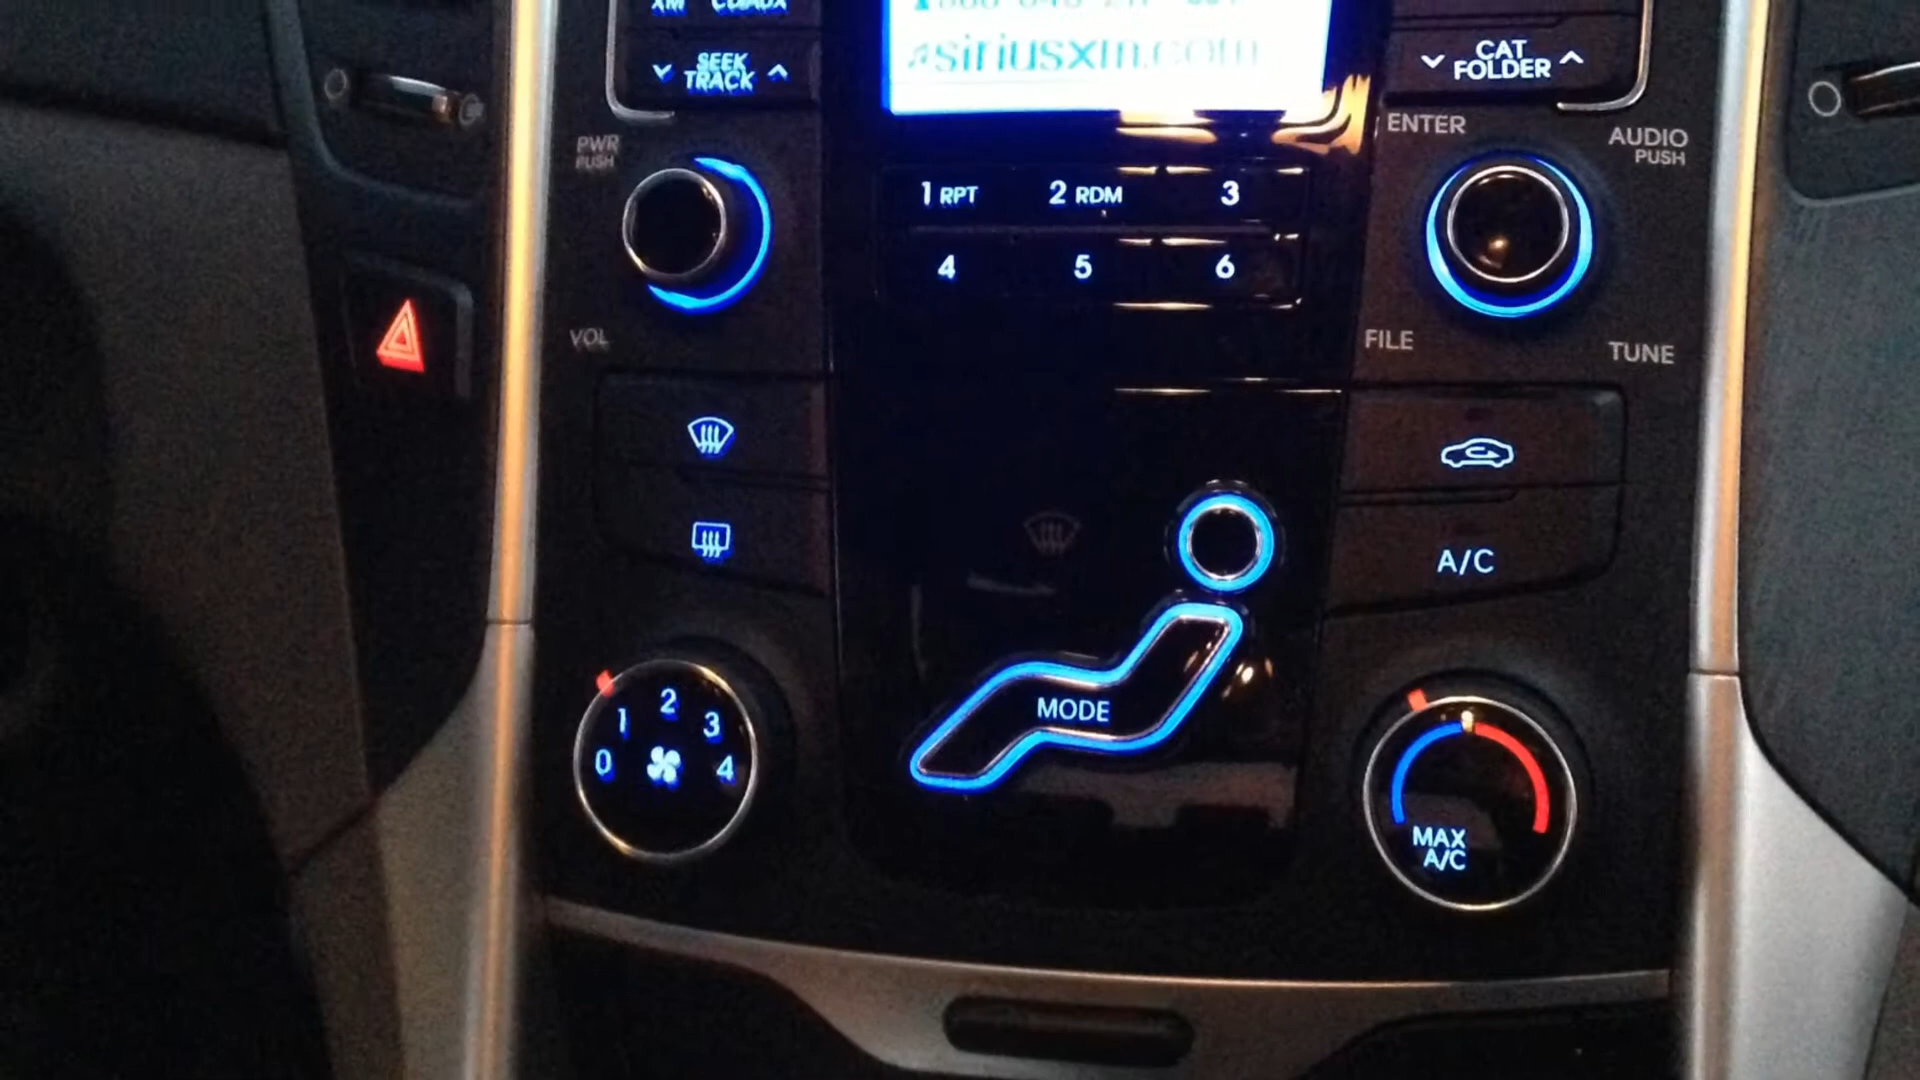 XM
SEEK
TRACK
siriusxm.com
CAT
FOLDER
PWR
PUSH
ENTER
AUDIO
PUSH
1 RPT
2 RDM
3
4
5
6
VOL
FILE
TUNE
A/C
MODE
0
1
2
3
4
MAX
A/C